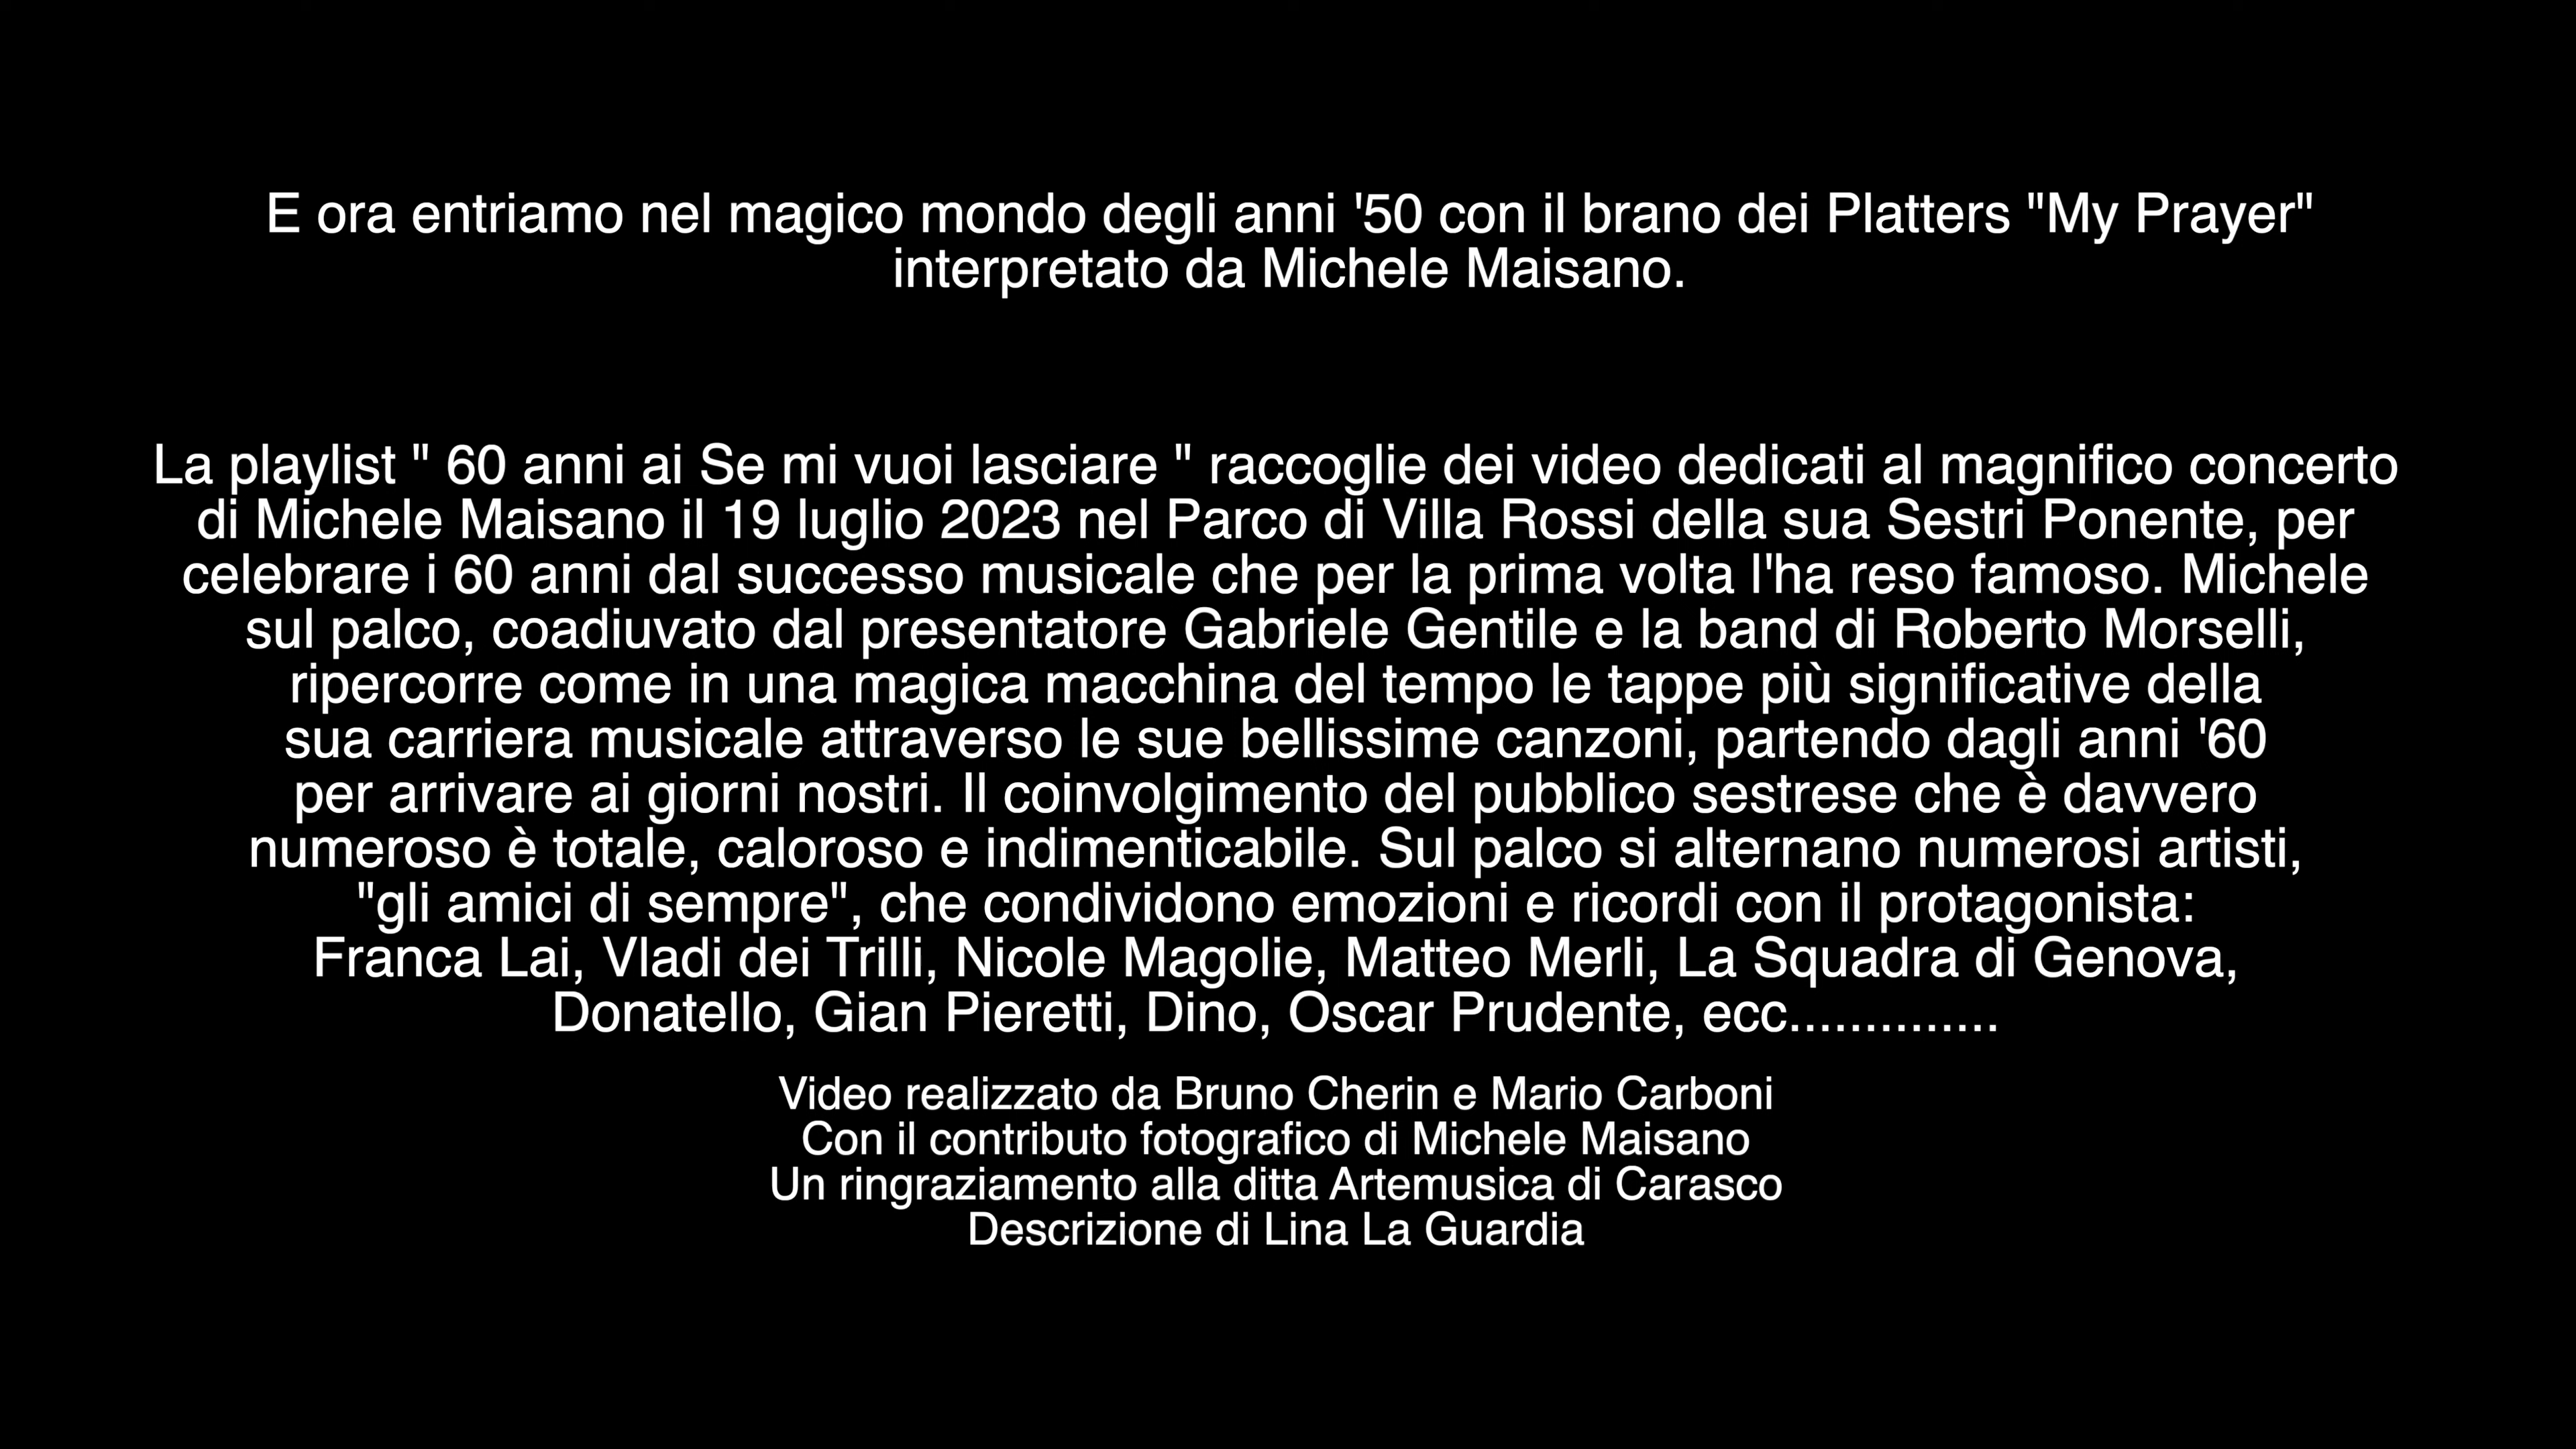 E ora entriamo nel magico mondo degli anni '50 con il brano dei Platters "My Prayer"
interpretato da Michele Maisano.
La playlist " 60 anni ai Se mi vuoi lasciare " raccoglie dei video dedicati al magnifico concerto
di Michele Maisano il 19 luglio 2023 nel Parco di Villa Rossi della sua Sestri Ponente, per
celebrare i 60 anni dal successo musicale che per la prima volta l'ha reso famoso. Michele
sul palco, coadiuvato dal presentatore Gabriele Gentile e la band di Roberto Morselli,
ripercorre come in una magica macchina del tempo le tappe più significative della
sua carriera musicale attraverso le sue bellissime canzoni, partendo dagli anni '60
per arrivare ai giorni nostri. Il coinvolgimento del pubblico sestrese che è davvero
numeroso è totale, caloroso e indimenticabile. Sul palco si alternano numerosi artisti,
"gli amici di sempre", che condividono emozioni e ricordi con il protagonista:
Franca Lai, Vladi dei Trilli, Nicole Magolie, Matteo Merli, La Squadra di Genova,
Donatello, Gian Pieretti, Dino, Oscar Prudente, ecc..............
Video realizzato da Bruno Cherin e Mario Carboni
Con il contributo fotografico di Michele Maisano
Un ringraziamento alla ditta Artemusica di Carasco
Descrizione di Lina La Guardia